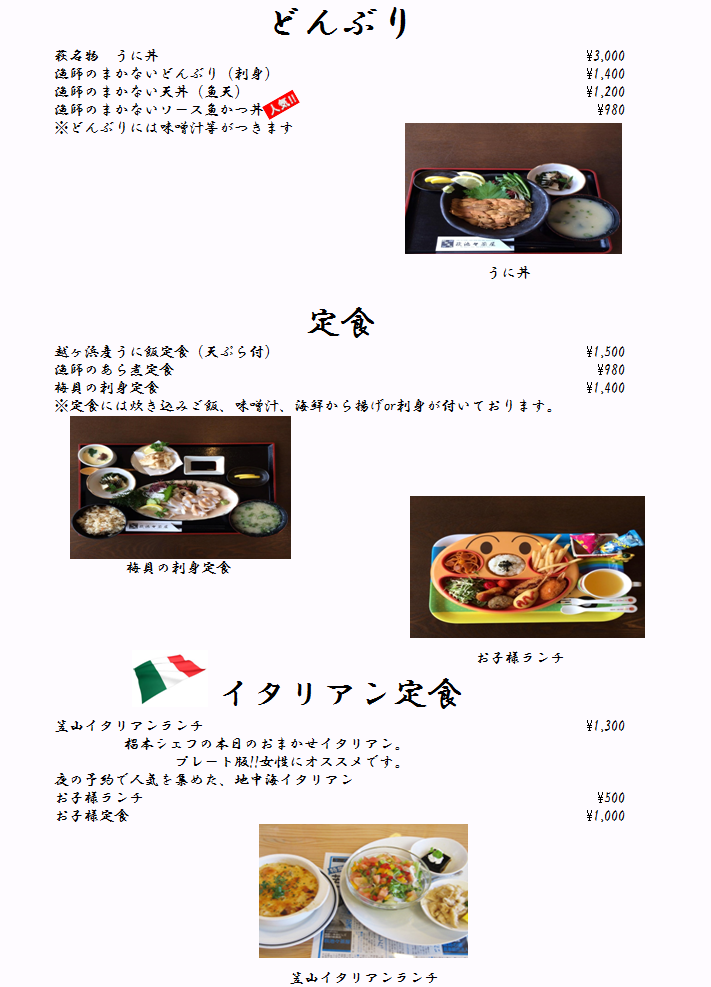 どんぶり
萩名物　うに丼 ¥3,000
漁師のまかないどんぶり（刺身） ¥1,400
漁師のまかない天丼（魚天） ¥1,200
漁師のまかないソース魚かつ丼 人気!! ¥980
※どんぶりには味噌汁等がつきます
うに丼
定食
越ヶ浜産うに飯定食（天ぷら付） ¥1,500
漁師のあら煮定食 ¥980
梅貝の刺身定食 ¥1,400
※定食には炊き込みご飯、味噌汁、海鮮から揚げor刺身が付いております。
梅貝の刺身定食
お子様ランチ
イタリアン定食
笠山イタリアンランチ ¥1,300
椙本シェフの本日のおまかせイタリアン。
プレート版!!女性にオススメです。
夜の予約で人気を集めた、地中海イタリアン
お子様ランチ ¥500
お子様定食 ¥1,000
笠山イタリアンランチ